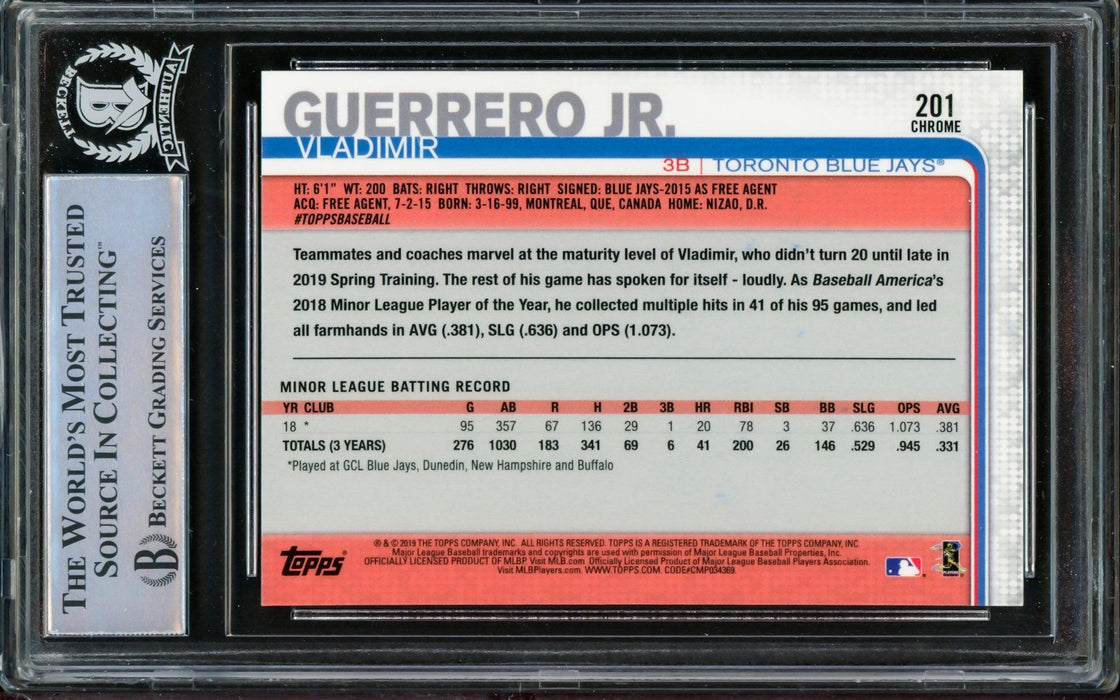 BECKETT
AUTHENTIC
B
THE WORLD'S MOST TRUSTED
SOURCE IN COLLECTING™
B BECKETT GRADING SERVICES
GUERRERO JR.
VLADIMIR
201
CHROME
3B | TORONTO BLUE JAYS®
HT: 6'1" WT: 200 BATS: RIGHT THROWS: RIGHT SIGNED: BLUE JAYS-2015 AS FREE AGENT
ACQ: FREE AGENT, 7-2-15 BORN: 3-16-99, MONTREAL, QUE, CANADA HOME: NIZAO, D.R.
#TOPPSBASEBALL
Teammates and coaches marvel at the maturity level of Vladimir, who didn't turn 20 until late in
2019 Spring Training. The rest of his game has spoken for itself - loudly. As Baseball America's
2018 Minor League Player of the Year, he collected multiple hits in 41 of his 95 games, and led
all farmhands in AVG (.381), SLG (.636) and OPS (1.073).
MINOR LEAGUE BATTING RECORD
YR CLUB G AB R H 2B 3B HR RBI SB BB SLG OPS AVG
18 * 95 357 67 136 29 1 20 78 3 37 .636 1.073 .381
TOTALS (3 YEARS) 276 1030 183 341 69 6 41 200 26 146 .529 .945 .331
*Played at GCL Blue Jays, Dunedin, New Hampshire and Buffalo
topps®
® & © 2019 THE TOPPS COMPANY, INC. ALL RIGHTS RESERVED. TOPPS IS A REGISTERED TRADEMARK OF THE TOPPS COMPANY, INC.
Major League Baseball trademarks and copyrights are used with permission of Major League Baseball Properties, Inc.
OFFICIALLY LICENSED PRODUCT OF MLBP. Visit MLB.com Officially Licensed Product of Major League Baseball Players Association.
Visit MLBPlayers.com. WWW.TOPPS.COM. CODE#CMP034369.